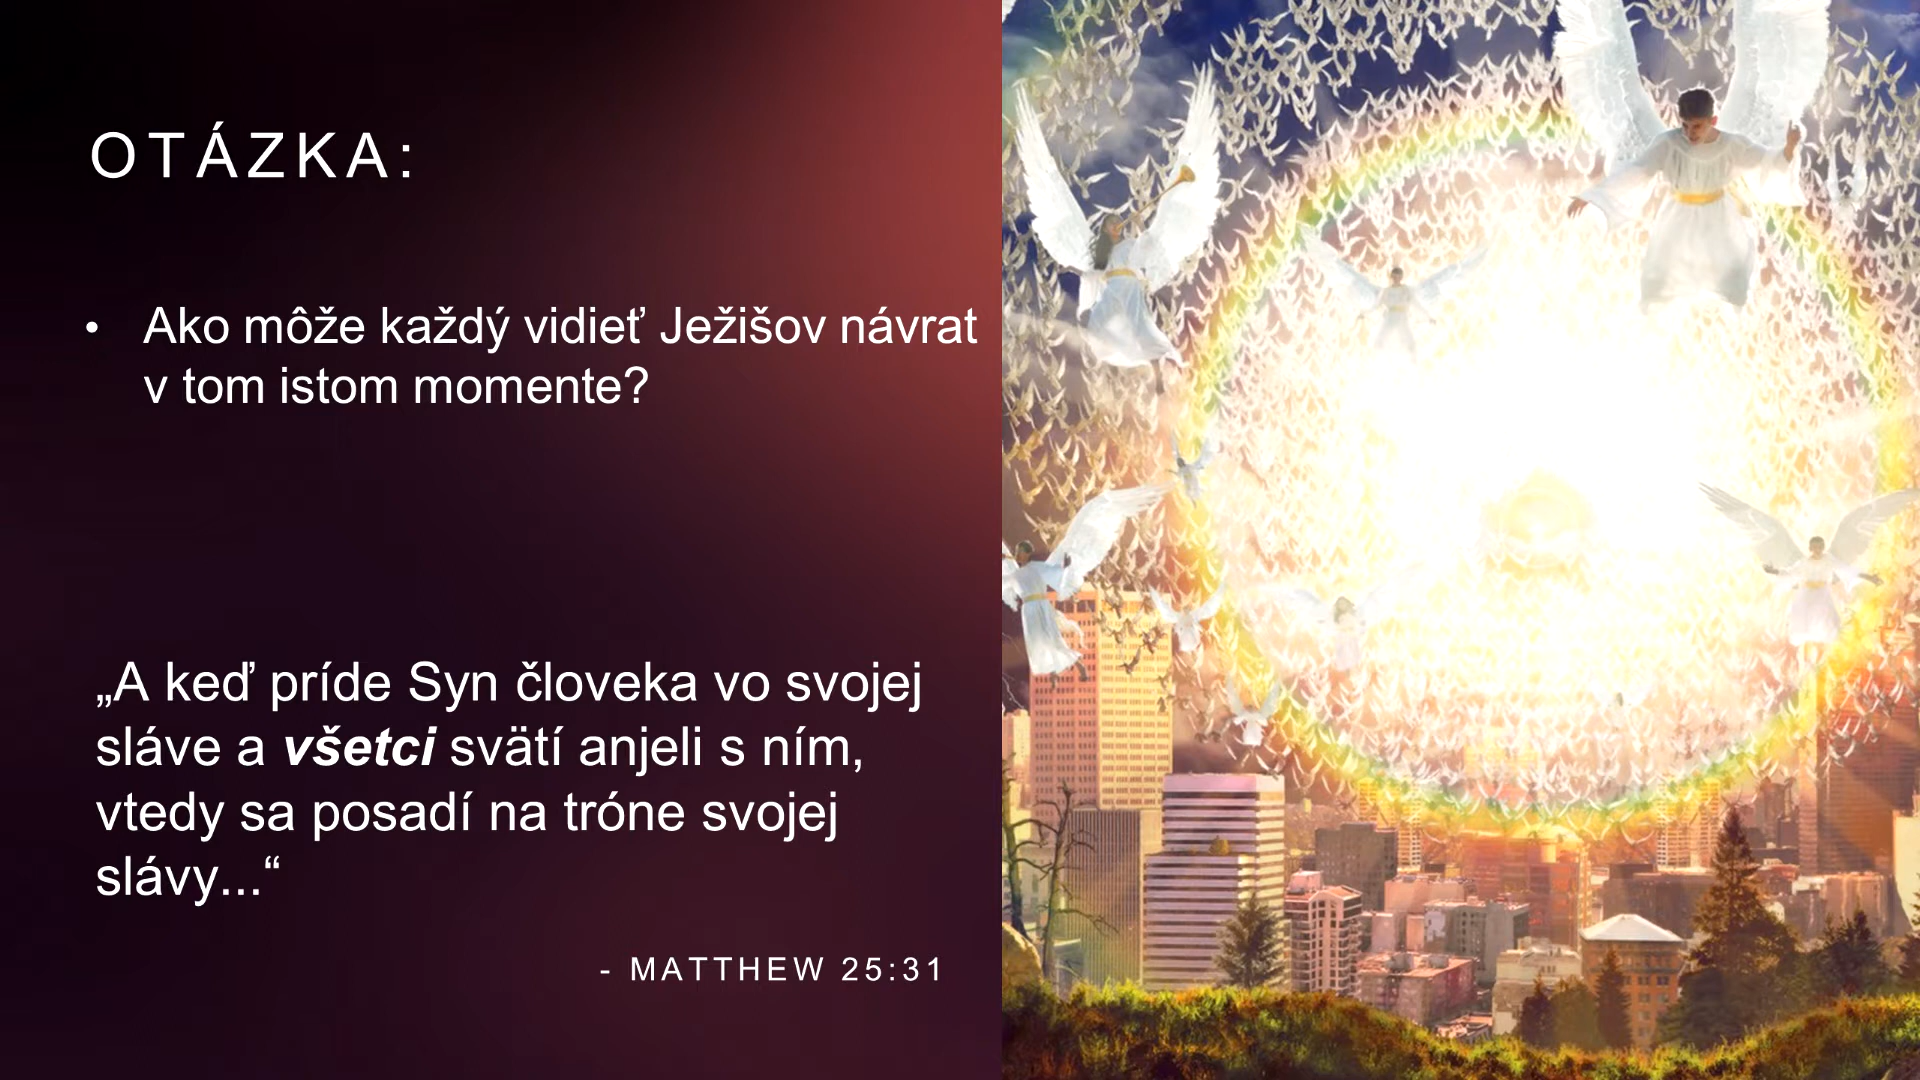 OTÁZKA:
• Ako môže každý vidieť Ježišov návrat
v tom istom momente?
„A keď príde Syn človeka vo svojej
sláve a všetci svätí anjeli s ním,
vtedy sa posadí na tróne svojej
slávy...“
- MATTHEW 25:31